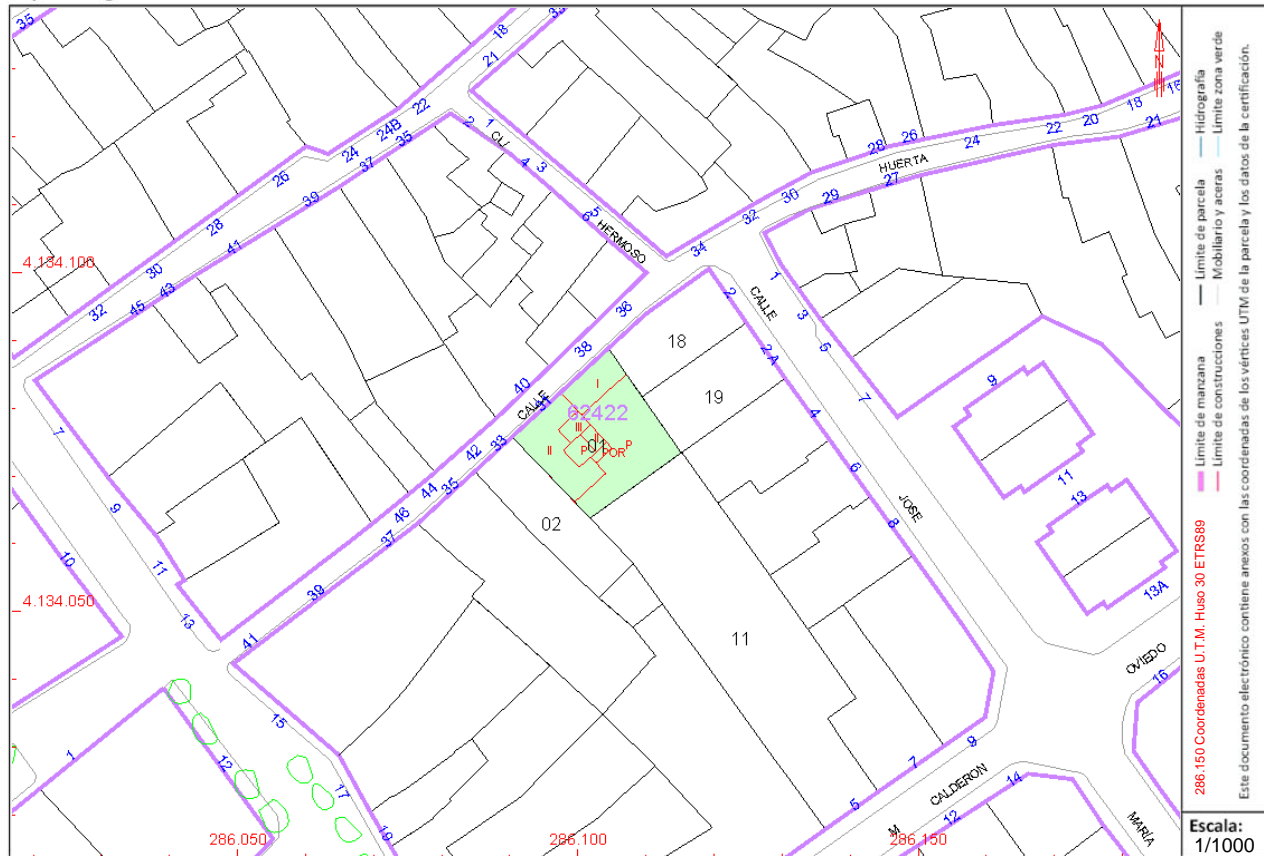 35
18
21
22
24B
24
35
37
26
39
28
41
30
43
45
32
2
1
CL/
4
3
5
6
HERMOSO
16
18
20
21
22
24
26
28
HUERTA
27
29
30
32
34
4.134.100
36
38
40
CALLE
31
33
42
44
35
46
37
39
41
CALLE
2
1
3
5
7
2 A
4
6
8
JOSE
18
19
62422
01
I
III
II
P
POR
P
02
11
9
11
13
13A
7
9
11
13
10
4.134.050
15
17
19
1
12
OVIEDO
16
9
7
5
CALDERON
M
14
12
MARÍA
286.050
286.100
286.150
N
286.150 Coordenadas U.T.M. Huso 30 ETRS89
Límite de manzana
Límite de parcela
Hidrografía
Límite de construcciones
Mobiliario y aceras
Límite zona verde
Este documento electrónico contiene anexos con las coordenadas de los vértices UTM de la parcela y los datos de la certificación.
Escala:
1/1000